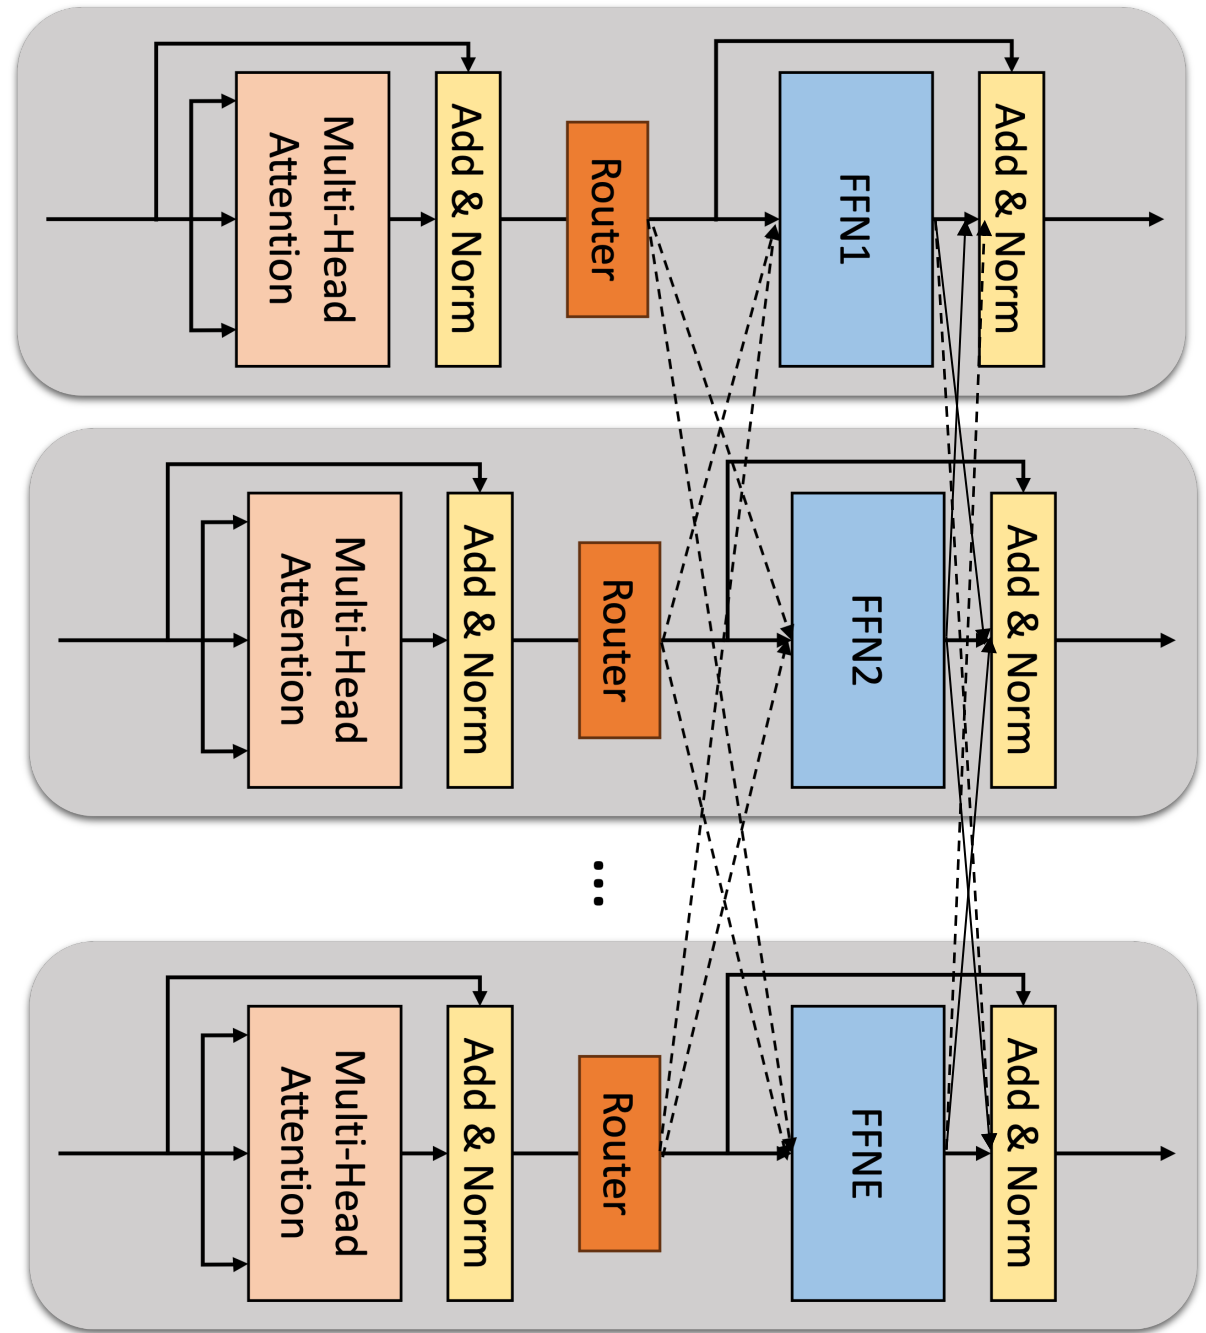 Multi-Head
Attention
Add & Norm
Router
FFN1
Add & Norm
Multi-Head
Attention
Add & Norm
Router
FFN2
Add & Norm
...
Multi-Head
Attention
Add & Norm
Router
FFNE
Add & Norm